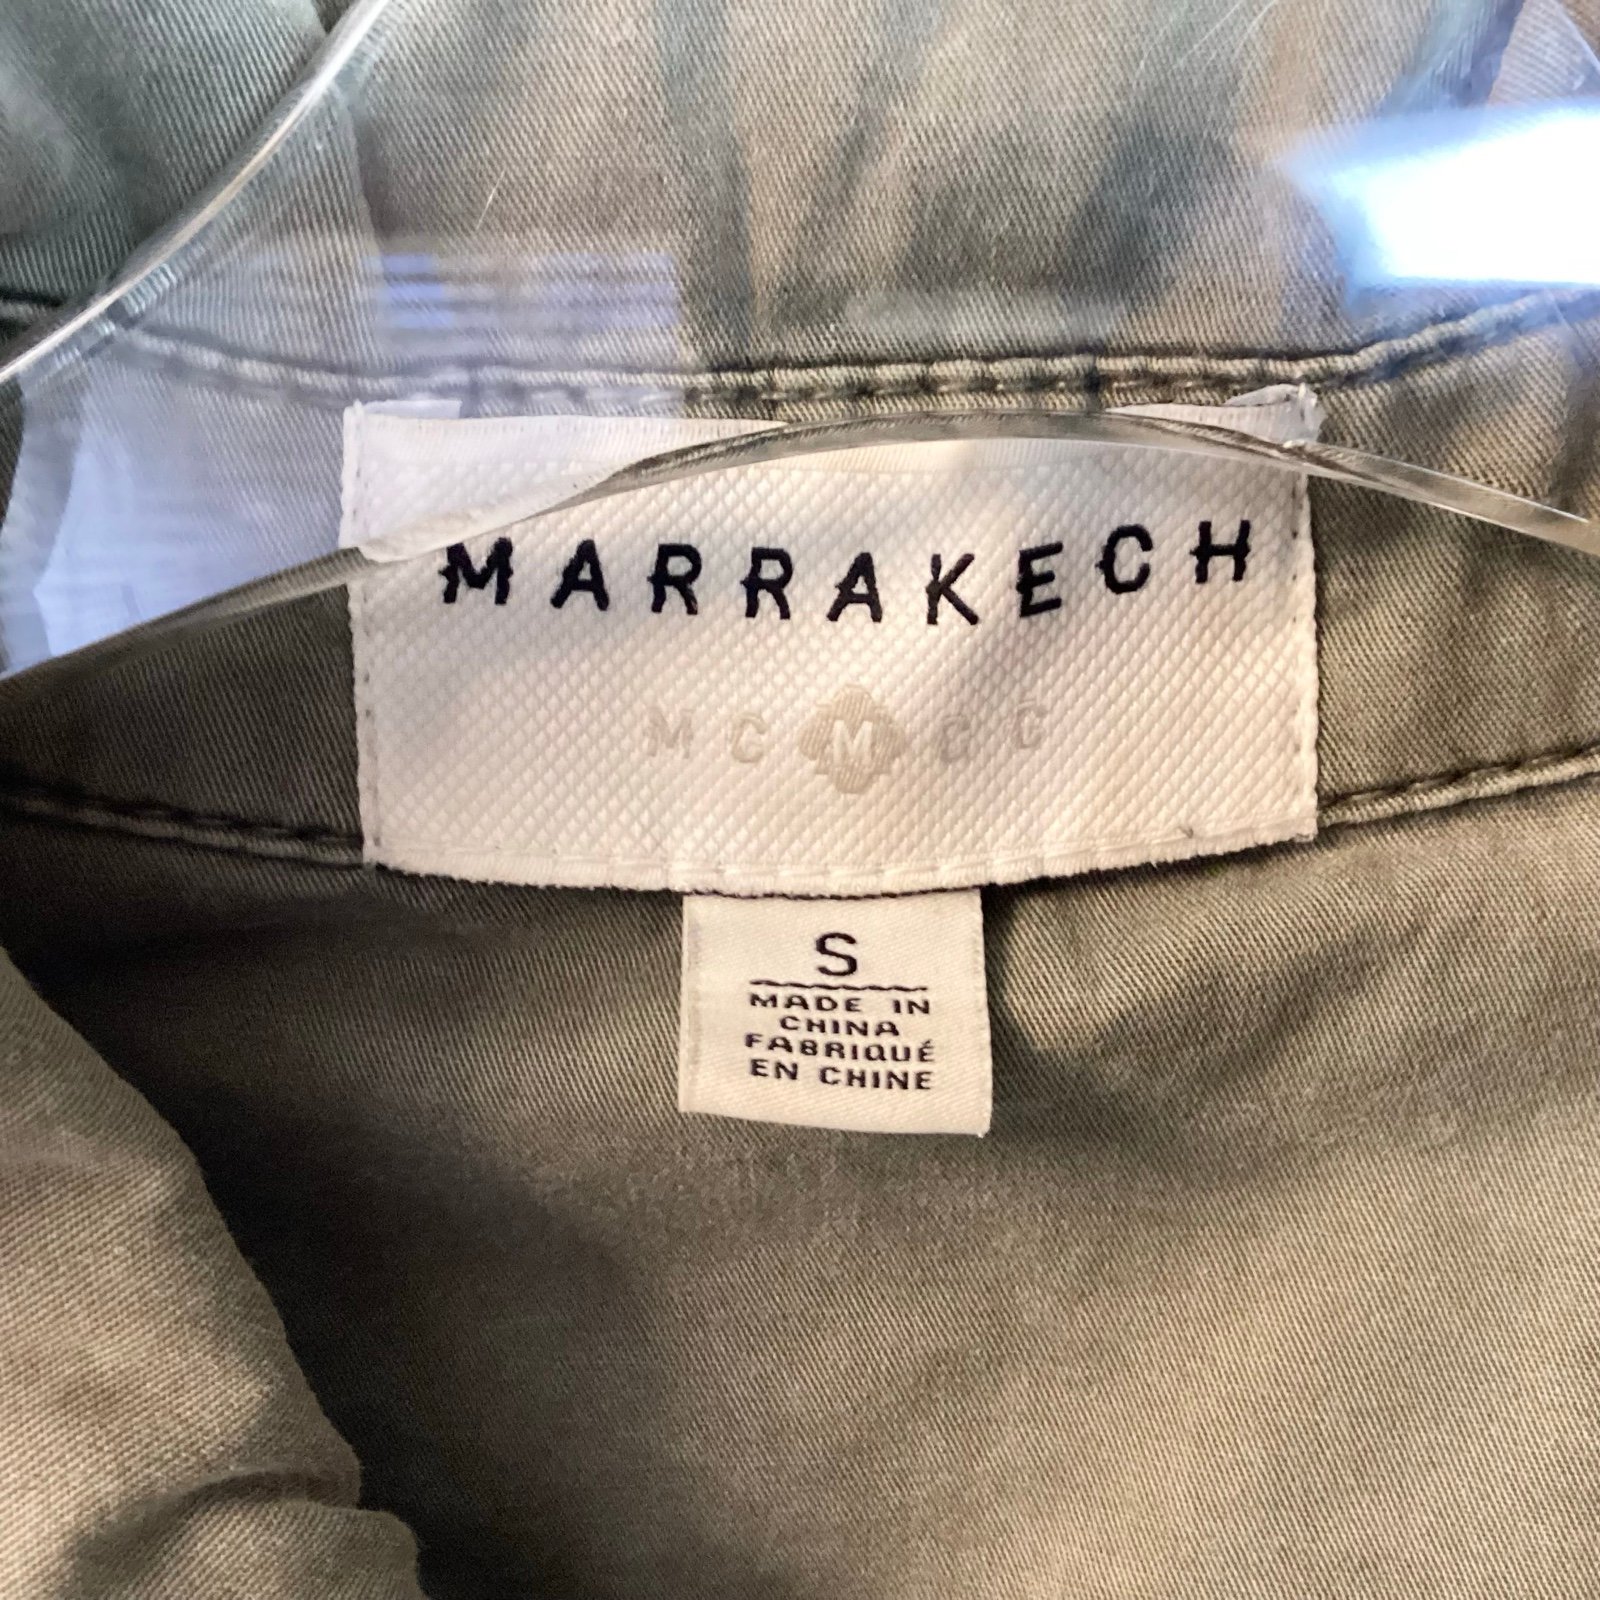 MARRAKECH
M C M C C
S
MADE IN
CHINA
FABRIQUÉ
EN CHINE